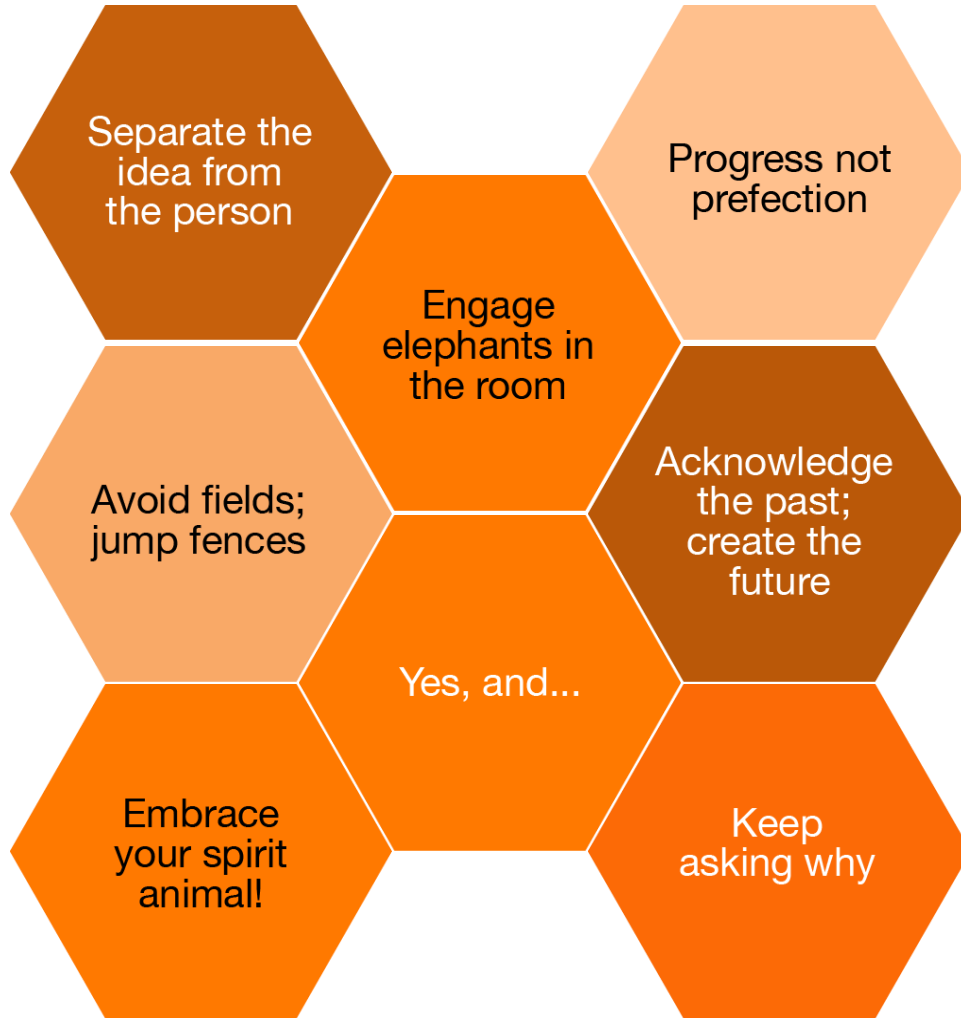 Separate the
idea from
the person
Progress not
prefection
Engage
elephants in
the room
Avoid fields;
jump fences
Acknowledge
the past;
create the
future
Yes, and...
Embrace
your spirit
animal!
Keep
asking why